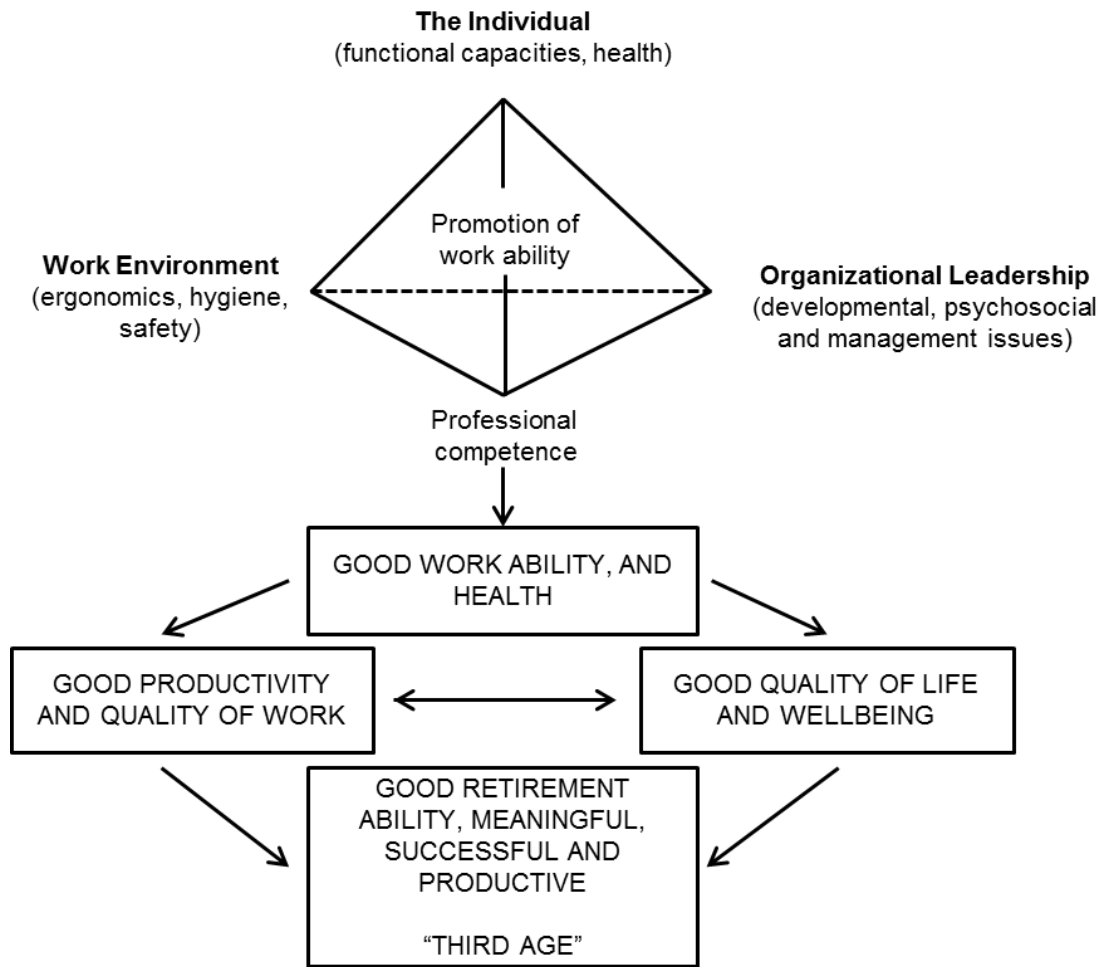 The Individual
(functional capacities, health)
Promotion of
work ability
Work Environment
(ergonomics, hygiene,
safety)
Organizational Leadership
(developmental, psychosocial
and management issues)
Professional
competence
GOOD WORK ABILITY, AND
HEALTH
GOOD PRODUCTIVITY
AND QUALITY OF WORK
GOOD QUALITY OF LIFE
AND WELLBEING
GOOD RETIREMENT
ABILITY, MEANINGFUL,
SUCCESSFUL AND
PRODUCTIVE
“THIRD AGE”